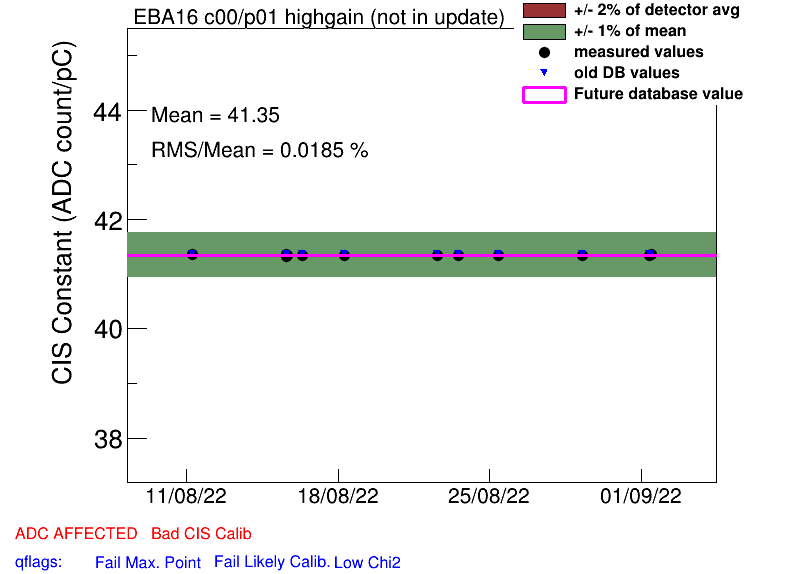 EBA16 c00/p01 highgain (not in update)
+/- 2% of detector avg
+/- 1% of mean
measured values
old DB values
Future database value
Mean = 41.35
RMS/Mean = 0.0185 %
CIS Constant (ADC count/pC)
44
42
40
38
11/08/22 18/08/22 25/08/22 01/09/22
ADC AFFECTED Bad CIS Calib
qflags: Fail Max. Point Fail Likely Calib. Low Chi2